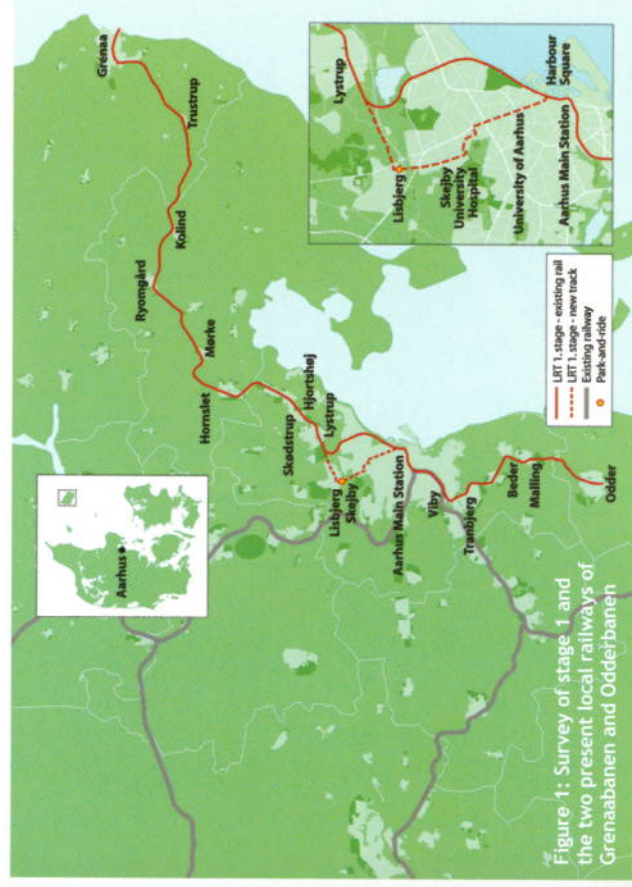 Grenaa
Trustrup
Kolind
Ryomgård
Mørke
Hornslet
Hjortshøj
Skødstrup
Lystrup
Lisbjerg
Skejby
Aarhus Main Station
Viby
Tranbjerg
Beder
Malling
Odder
Aarhus
Lystrup
Lisbjerg
Skejby
University
Hospital
University of Aarhus
Harbour
Square
Aarhus Main Station
LRT 1. stage - existing rail
LRT 1. stage - new track
Existing railway
Park-and-ride
Figure 1: Survey of stage 1 and
the two present local railways of
Grenaabanen and Odderbanen